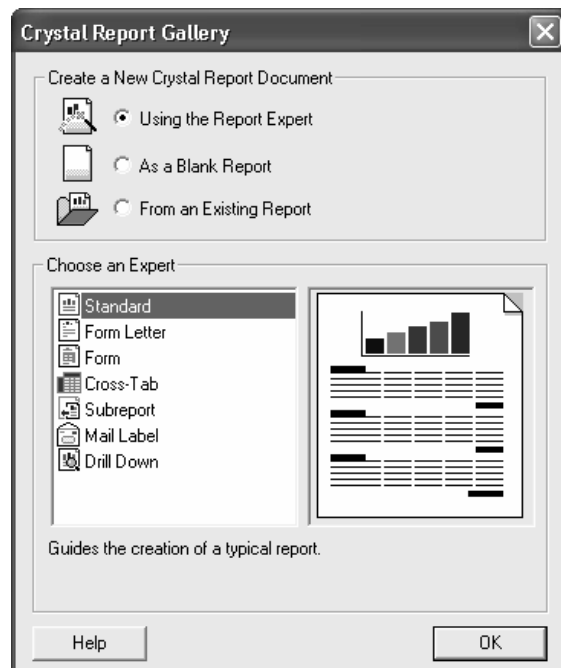 Crystal Report Gallery
Create a New Crystal Report Document
Using the Report Expert
As a Blank Report
From an Existing Report
Choose an Expert
Standard
Form Letter
Form
Cross-Tab
Subreport
Mail Label
Drill Down
Guides the creation of a typical report.
Help
OK